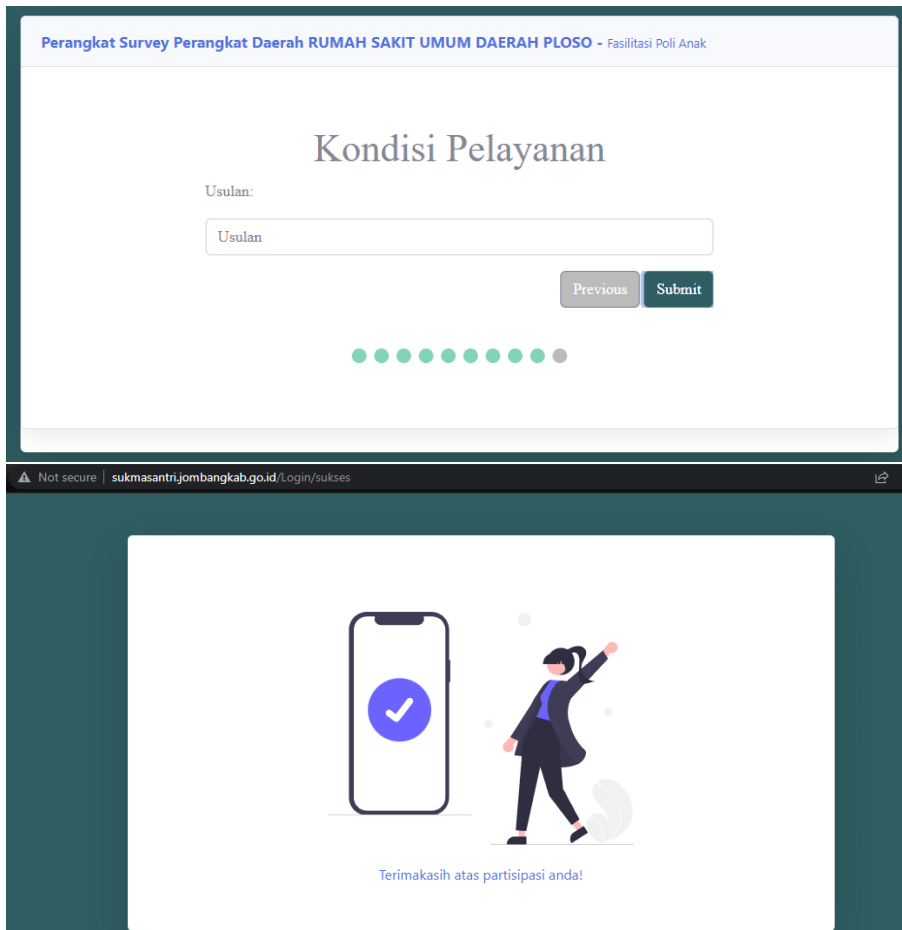 Perangkat Survey Perangkat Daerah RUMAH SAKIT UMUM DAERAH PLOSO - Fasilitasi Poli Anak
Kondisi Pelayanan
Usulan:
Usulan
Previous Submit
Not secure | sukmasantri.jombangkab.go.id/Login/sukses
Terimakasih atas partisipasi anda!